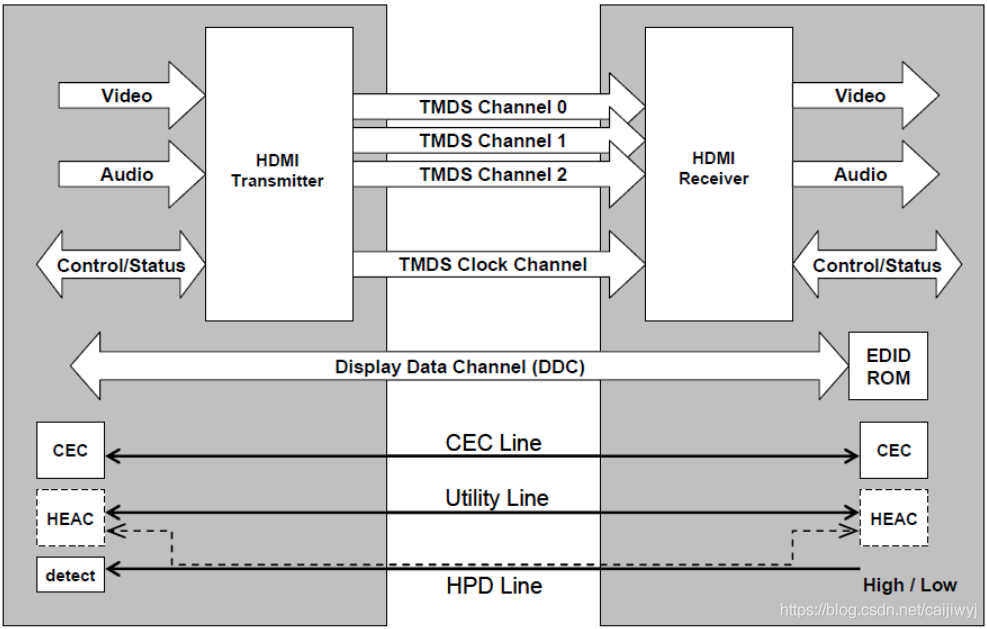 Video
Audio
Control/Status
HDMI
Transmitter
TMDS Channel 0
TMDS Channel 1
TMDS Channel 2
TMDS Clock Channel
HDMI
Receiver
Video
Audio
Control/Status
Display Data Channel (DDC)
EDID
ROM
CEC
CEC Line
CEC
HEAC
Utility Line
HEAC
detect
HPD Line
High / Low
https://blog.csdn.net/caijiwyj